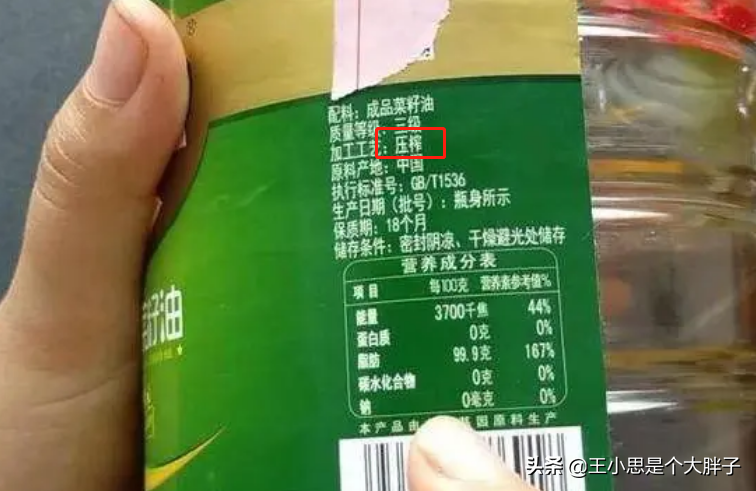 配料：成品菜籽油
质量等级：三级
加工工艺：压榨
原料产地：中国
执行标准号：GB/T1536
生产日期（批号）：瓶身所示
保质期：18个月
储存条件：密封阴凉、干燥避光处储存
营养成分表
项目 每100克 营养素参考值%
能量 3700千焦 44%
蛋白质 0克 0%
脂肪 99.9克 167%
碳水化合物 0克 0%
钠 0毫克 0%
籽油
本产品由 因原料生产
头条 @王小思是个大胖子